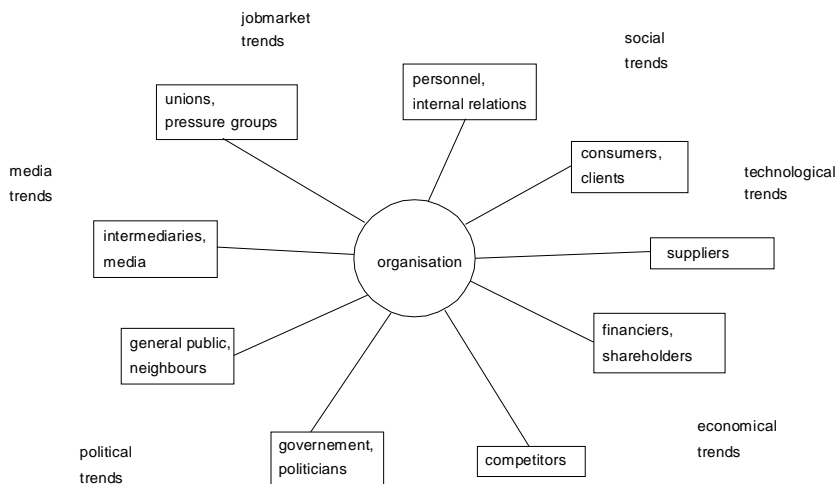 jobmarket
trends
social
trends
personnel,
internal relations
unions,
pressure groups
consumers,
clients
media
trends
technological
trends
intermediaries,
media
organisation
suppliers
general public,
neighbours
financiers,
shareholders
economical
trends
governement,
politicians
competitors
political
trends